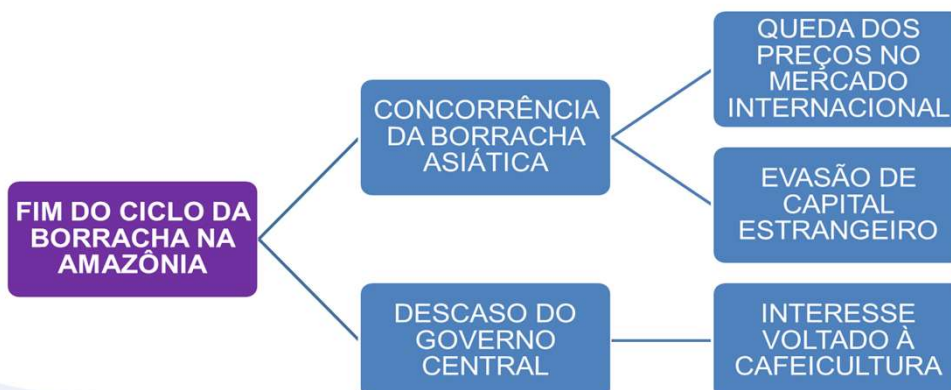 FIM DO CICLO DA
BORRACHA NA
AMAZÔNIA
CONCORRÊNCIA
DA BORRACHA
ASIÁTICA
QUEDA DOS
PREÇOS NO
MERCADO
INTERNACIONAL
EVASÃO DE
CAPITAL
ESTRANGEIRO
DESCASO DO
GOVERNO
CENTRAL
INTERESSE
VOLTADO À
CAFEICULTURA